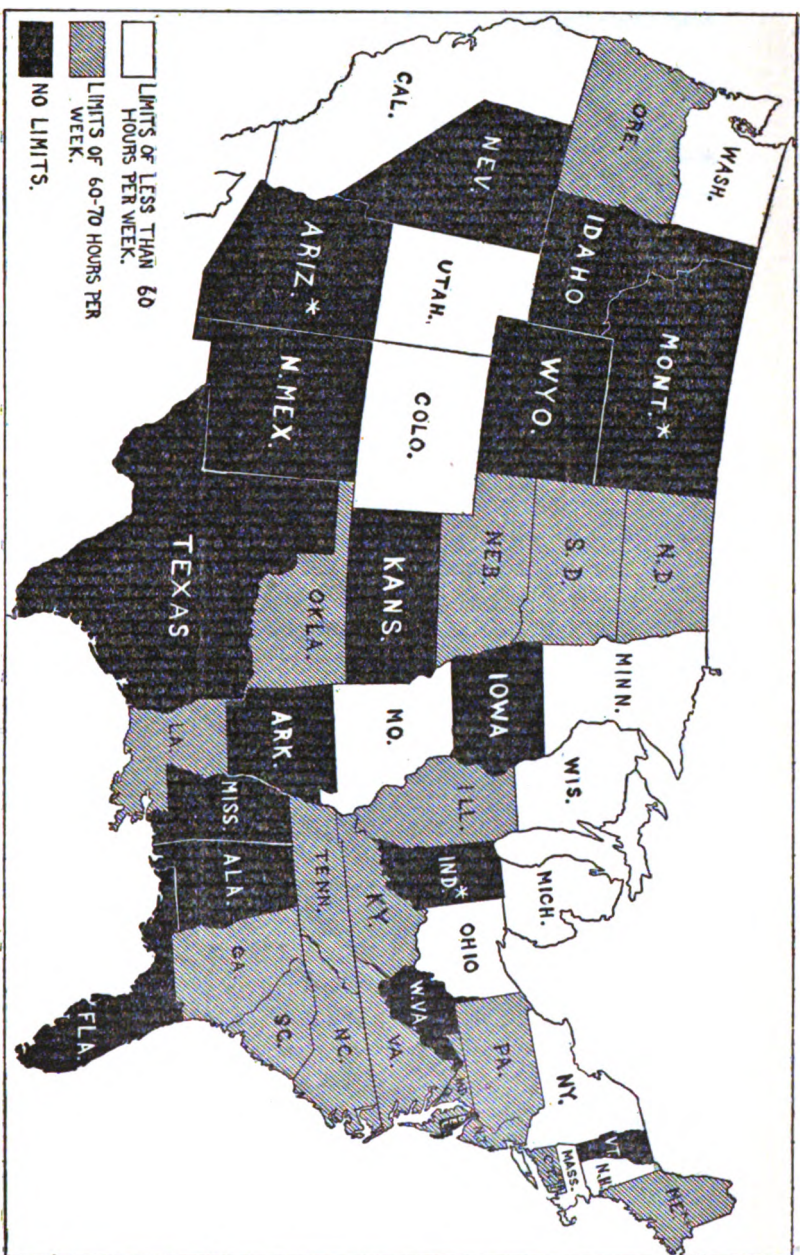 WASH.
ORE.
CAL.
NEV.
IDAHO
MONT.*
WYO.
UTAH.
COLO.
ARIZ.*
N.MEX.
N.D.
S.D.
NEB.
KANS.
OKLA.
TEXAS
MINN.
IOWA
MO.
ARK.
LA.
WIS.
ILL.
MICH.
IND*
OHIO
KY.
TENN.
MISS.
ALA.
GA.
FLA.
S.C.
N.C.
VA.
W.VA.
PA.
N.Y.
VT.
N.H.
MASS.
ME.
LIMITS OF LESS THAN 60
HOURS PER WEEK.
LIMITS OF 60-70 HOURS PER
WEEK.
NO LIMITS.